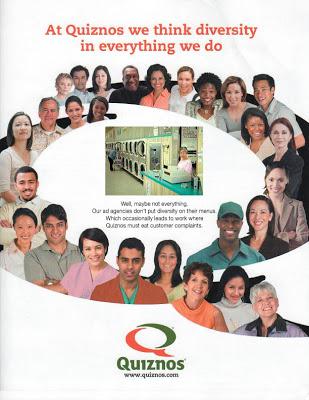 At Quiznos we think diversity
in everything we do
Well, maybe not everything.
Our ad agencies don't put diversity on their menus.
Which occasionally leads to work where
Quiznos must eat customer complaints.
QUIZNOS
www.quiznos.com